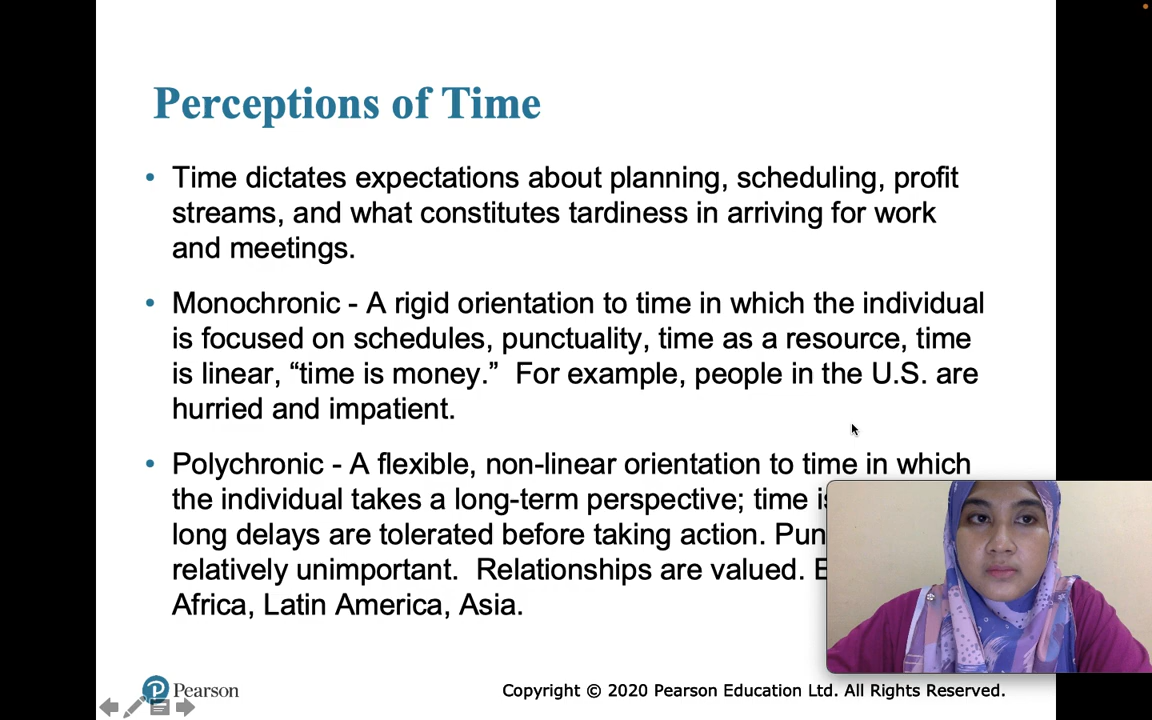 Perceptions of Time
• Time dictates expectations about planning, scheduling, profit
streams, and what constitutes tardiness in arriving for work
and meetings.
• Monochronic - A rigid orientation to time in which the individual
is focused on schedules, punctuality, time as a resource, time
is linear, “time is money.”  For example, people in the U.S. are
hurried and impatient.
• Polychronic - A flexible, non-linear orientation to time in which
the individual takes a long-term perspective; time
long delays are tolerated before taking action.
relatively unimportant.  Relationships are valued.
Africa, Latin America, Asia.
Pearson
Copyright © 2020 Pearson Education Ltd. All Rights Reserved.